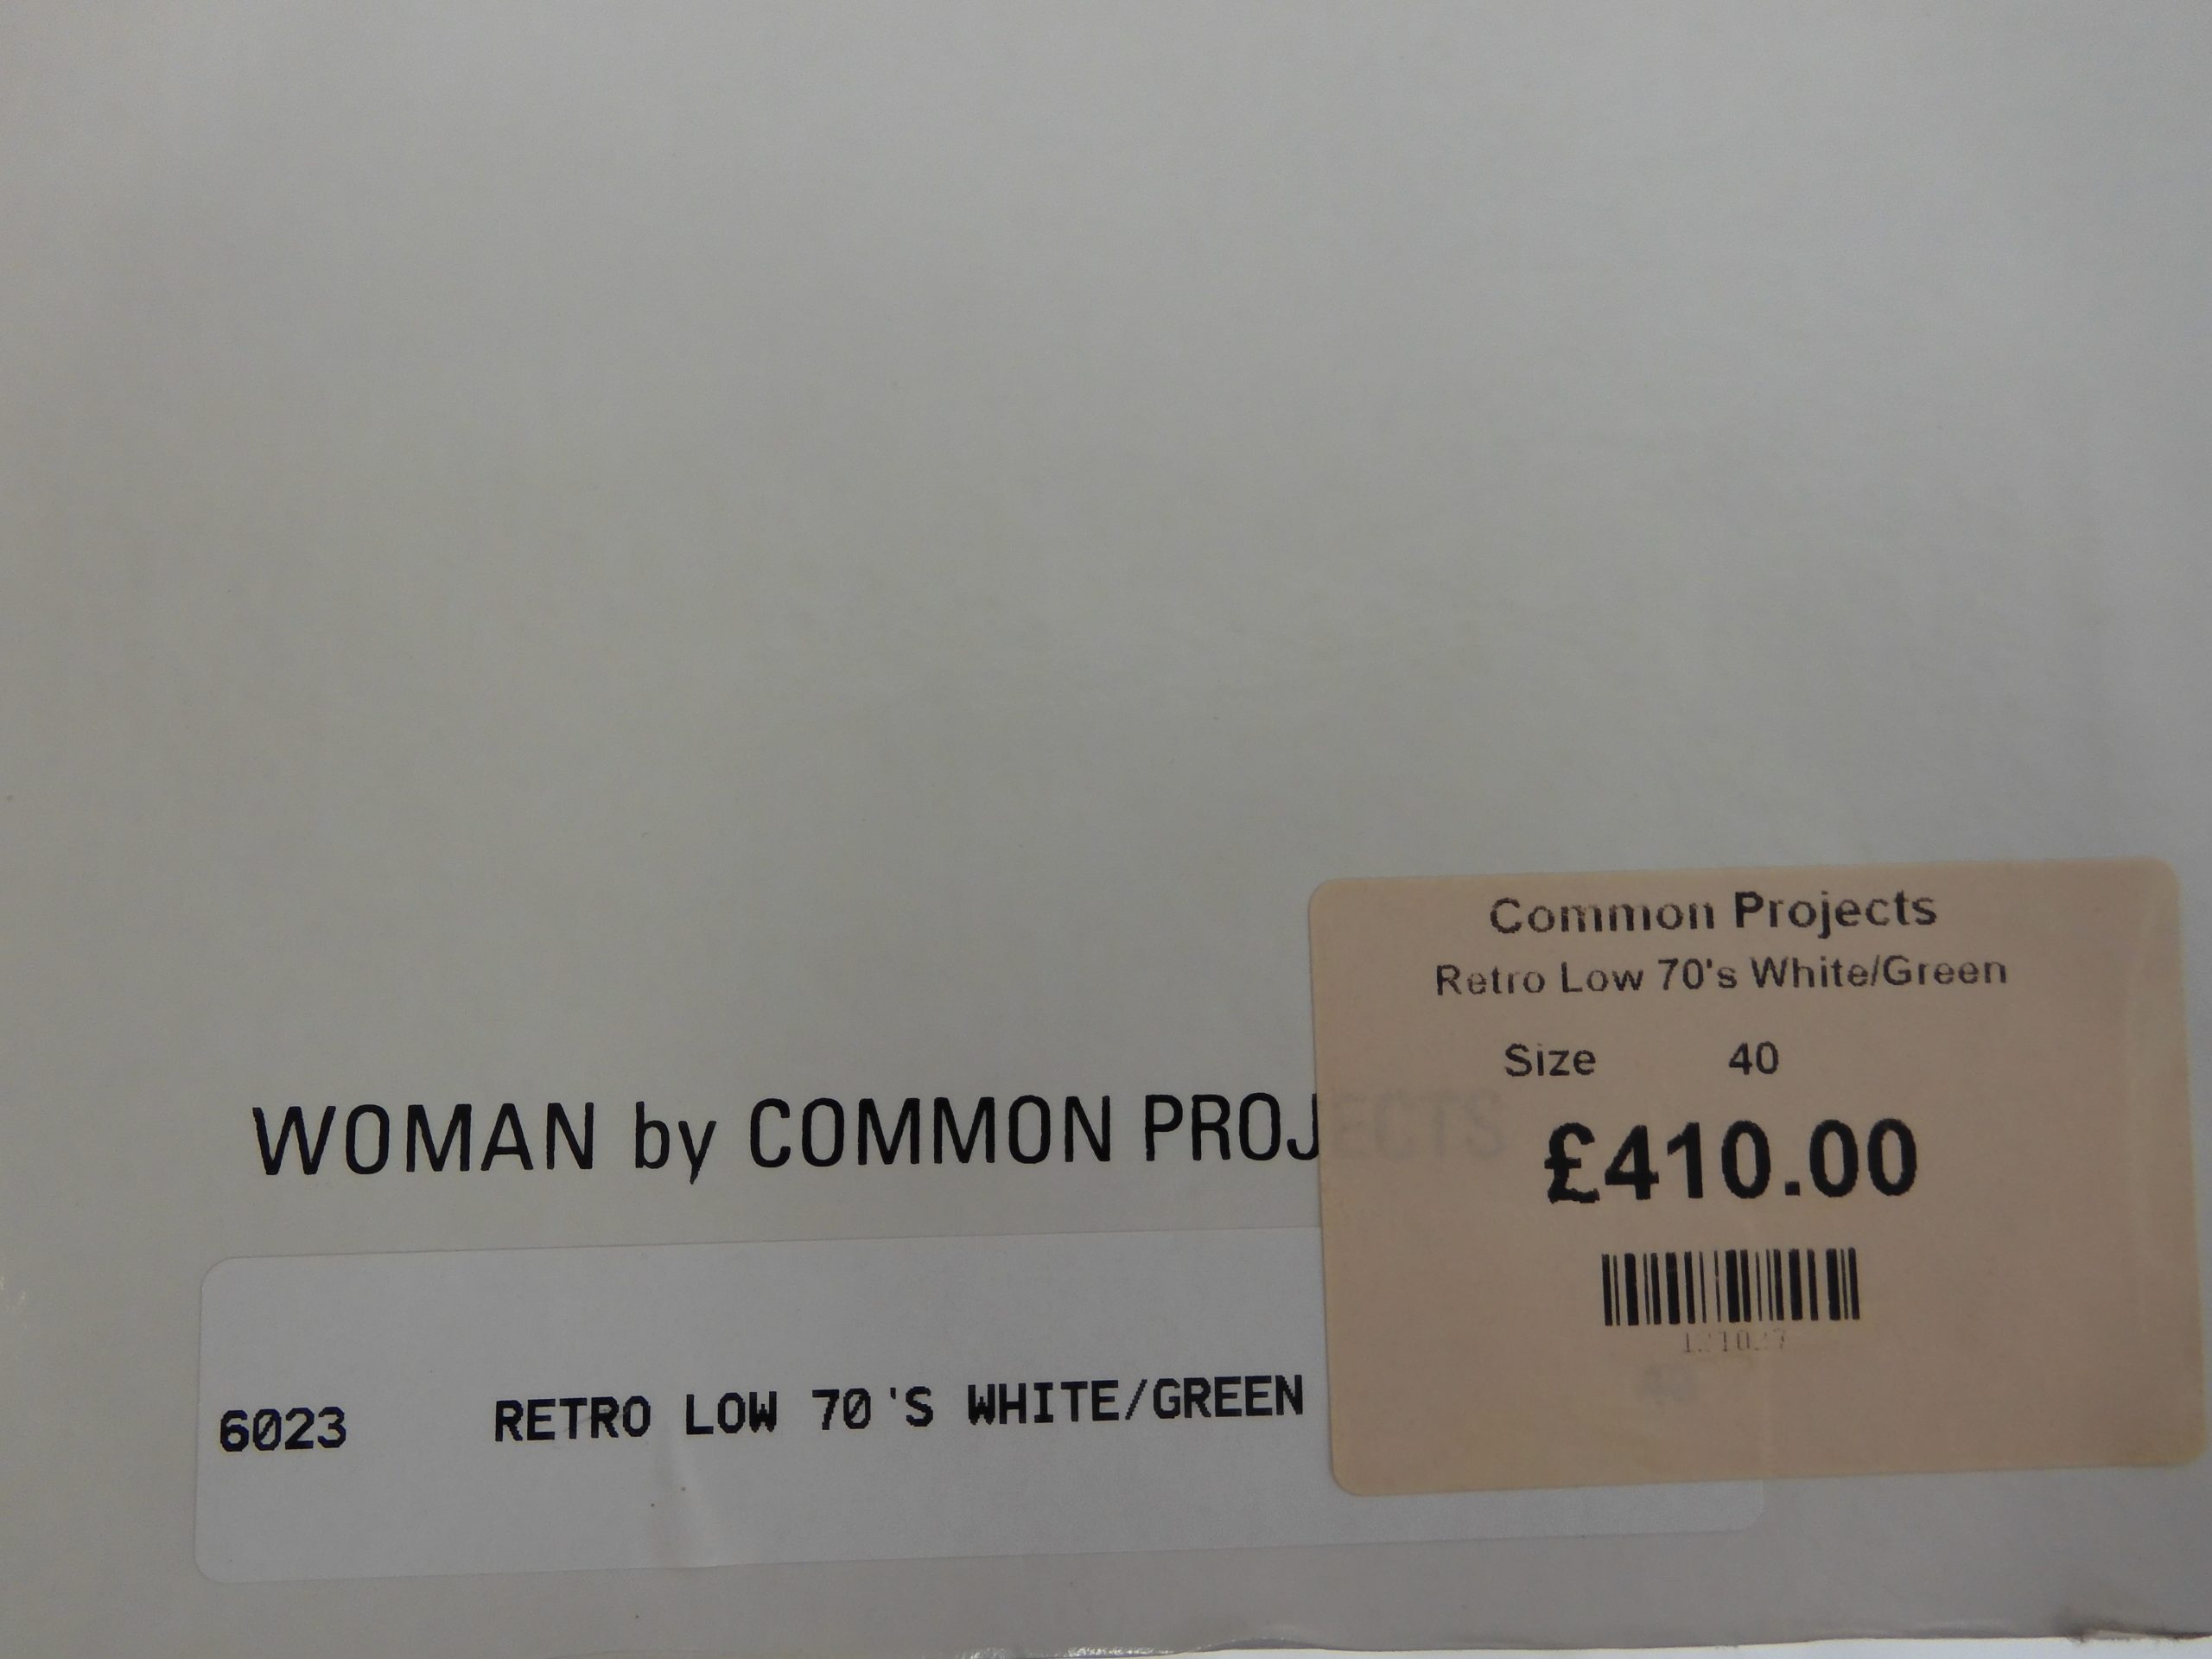 Common Projects
Retro Low 70's White/Green
Size 40
£410.00
WOMAN by COMMON PROJECTS
6023 RETRO LOW 70'S WHITE/GREEN